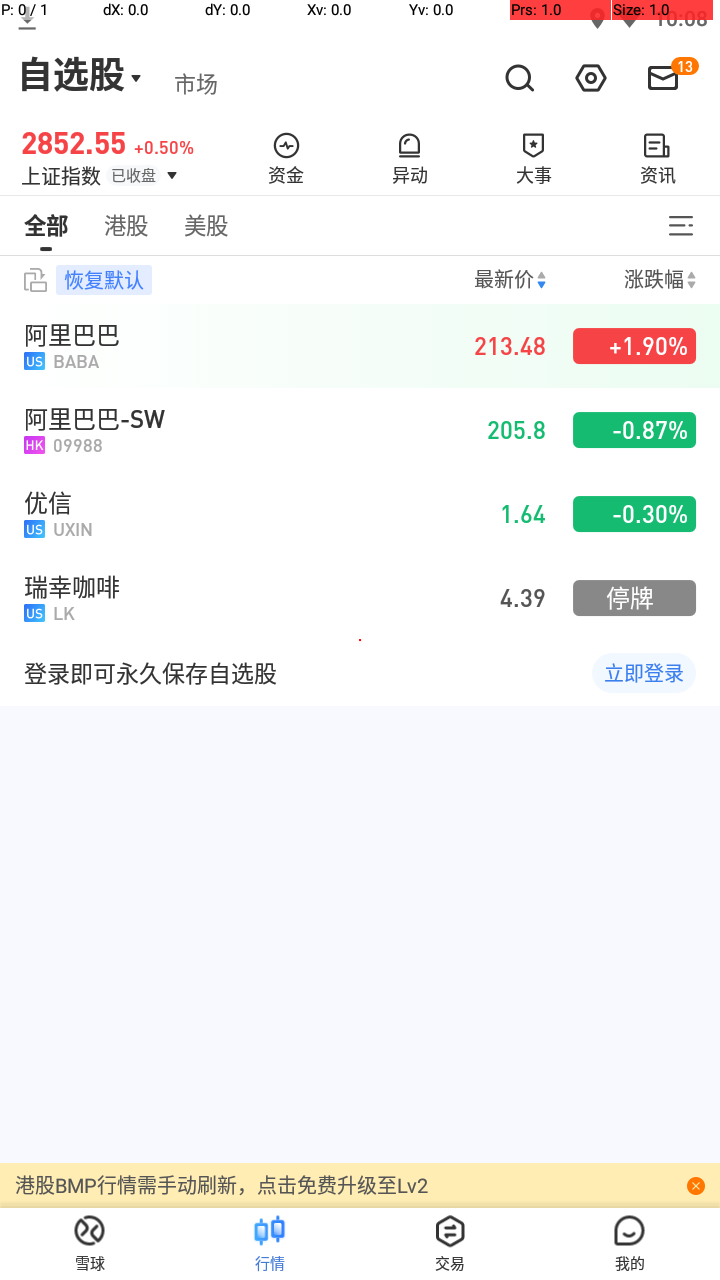 P: 0 / 1 dX: 0.0 dY: 0.0 Xv: 0.0 Yv: 0.0 Prs: 1.0 Size: 1.0 10:08
自选股 市场 13
2852.55 +0.50%
上证指数 已收盘 资金 异动 大事 资讯
全部 港股 美股
恢复默认 最新价 涨跌幅
阿里巴巴
US BABA 213.48 +1.90%
阿里巴巴-SW
HK 09988 205.8 -0.87%
优信
US UXIN 1.64 -0.30%
瑞幸咖啡
US LK 4.39 停牌
登录即可永久保存自选股 立即登录
港股BMP行情需手动刷新，点击免费升级至Lv2
雪球 行情 交易 我的